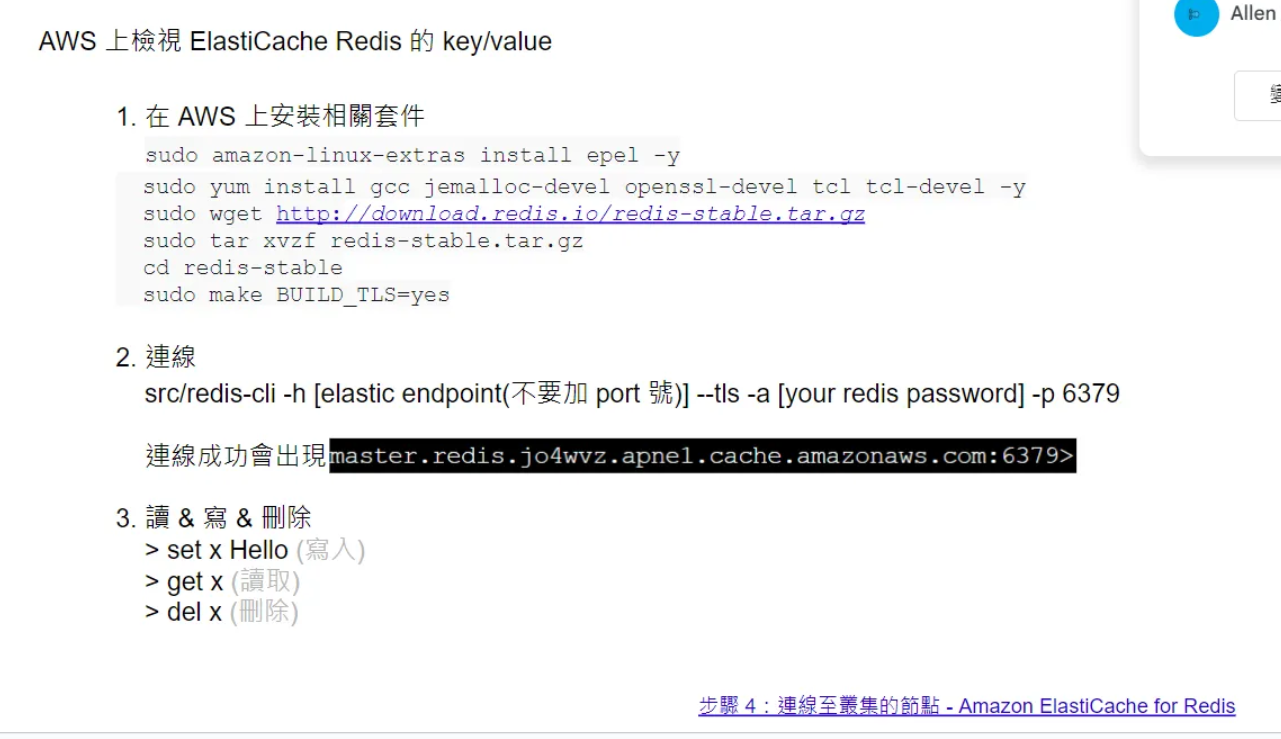 AWS 上檢視 ElastiCache Redis 的 key/value
Allen
1. 在 AWS 上安裝相關套件
sudo amazon-linux-extras install epel -y
sudo yum install gcc jemalloc-devel openssl-devel tcl tcl-devel -y
sudo wget http://download.redis.io/redis-stable.tar.gz
sudo tar xvzf redis-stable.tar.gz
cd redis-stable
sudo make BUILD_TLS=yes
2. 連線
src/redis-cli -h [elastic endpoint(不要加 port 號)] --tls -a [your redis password] -p 6379
連線成功會出現master.redis.jo4wvz.apne1.cache.amazonaws.com:6379>
3. 讀 & 寫 & 刪除
> set x Hello (寫入)
> get x (讀取)
> del x (刪除)
步驟 4：連線至叢集的節點 - Amazon ElastiCache for Redis